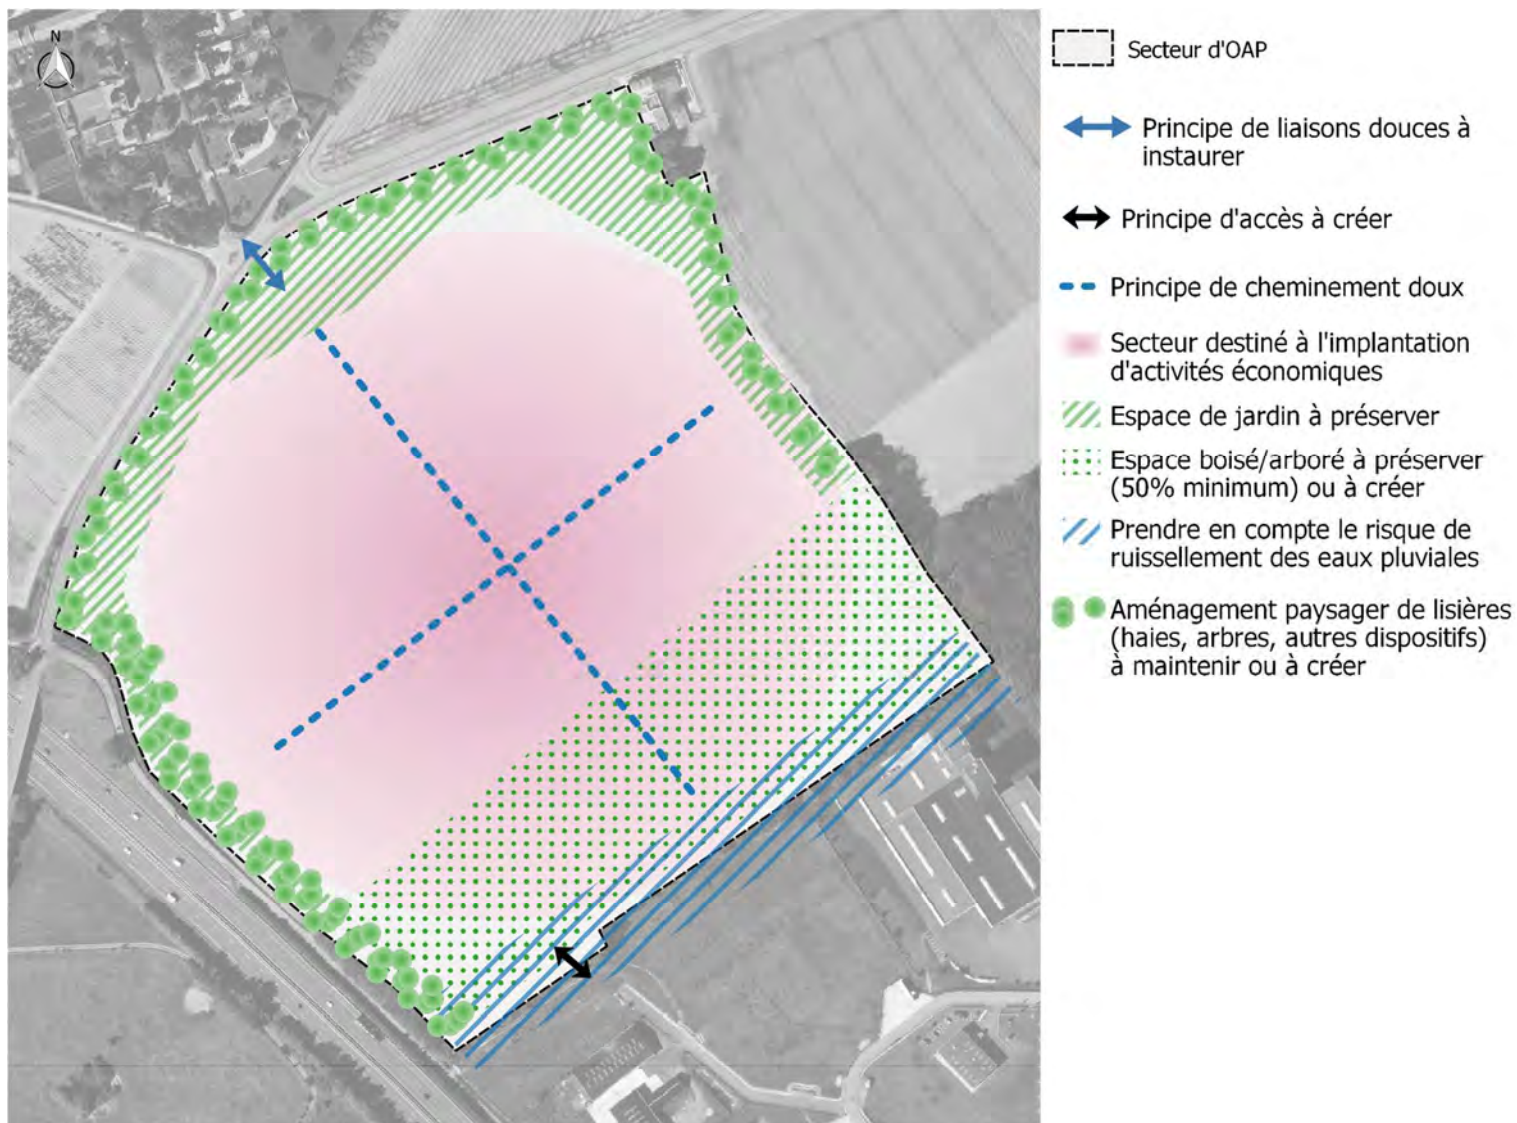 N
Secteur d'OAP
Principe de liaisons douces à
instaurer
Principe d'accès à créer
Principe de cheminement doux
Secteur destiné à l'implantation
d'activités économiques
Espace de jardin à préserver
Espace boisé/arboré à préserver
(50% minimum) ou à créer
Prendre en compte le risque de
ruissellement des eaux pluviales
Aménagement paysager de lisières
(haies, arbres, autres dispositifs)
à maintenir ou à créer